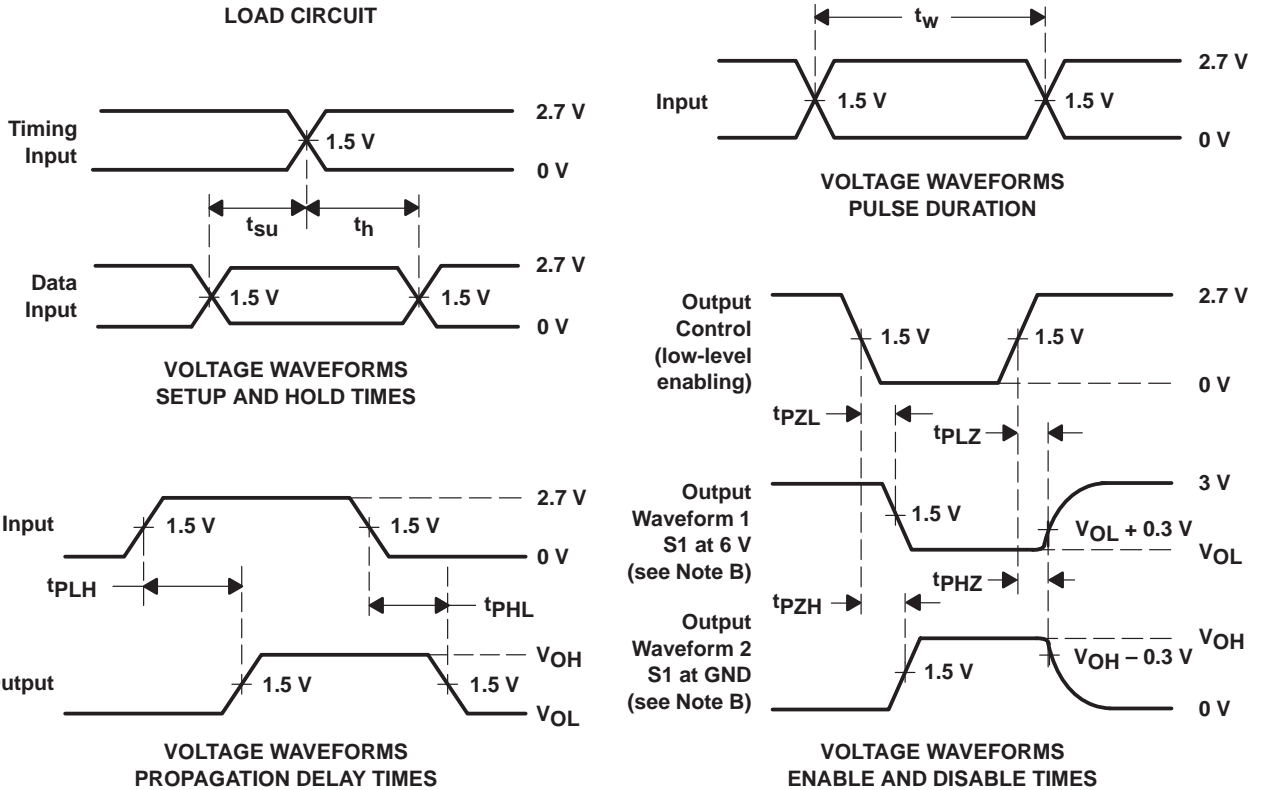 LOAD CIRCUIT
Timing
Input
1.5 V
2.7 V
0 V
tsu
th
Data
Input
1.5 V
1.5 V
2.7 V
0 V
VOLTAGE WAVEFORMS
SETUP AND HOLD TIMES
tw
Input
1.5 V
1.5 V
2.7 V
0 V
VOLTAGE WAVEFORMS
PULSE DURATION
Input
1.5 V
1.5 V
2.7 V
0 V
tPLH
tPHL
utput
1.5 V
1.5 V
VOH
VOL
VOLTAGE WAVEFORMS
PROPAGATION DELAY TIMES
Output
Control
(low-level
enabling)
1.5 V
1.5 V
2.7 V
0 V
tPZL
tPLZ
Output
Waveform 1
S1 at 6 V
(see Note B)
1.5 V
3 V
VOL + 0.3 V
VOL
tPZH
tPHZ
Output
Waveform 2
S1 at GND
(see Note B)
1.5 V
VOH
VOH – 0.3 V
0 V
VOLTAGE WAVEFORMS
ENABLE AND DISABLE TIMES